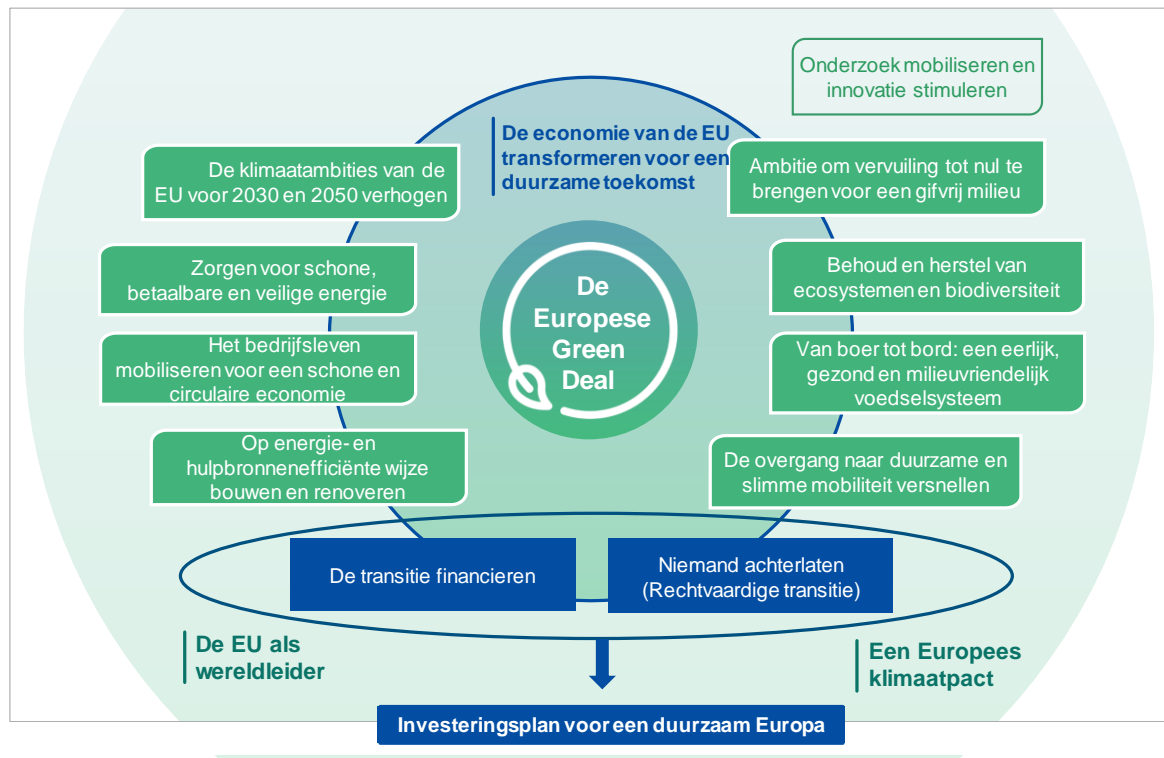 Onderzoek mobiliseren en
innovatie stimuleren
De economie van de EU
transformeren voor een
duurzame toekomst
De klimaatambities van de
EU voor 2030 en 2050 verhogen
Ambitie om vervuiling tot nul te
brengen voor een gifvrij milieu
Zorgen voor schone,
betaalbare en veilige energie
Behoud en herstel van
ecosystemen en biodiversiteit
De
Europese
Green
Deal
Het bedrijfsleven
mobiliseren voor een schone en
circulaire economie
Van boer tot bord: een eerlijk,
gezond en milieuvriendelijk
voedselsysteem
Op energie- en
hulpbronnenefficiënte wijze
bouwen en renoveren
De overgang naar duurzame en
slimme mobiliteit versnellen
De transitie financieren
Niemand achterlaten
(Rechtvaardige transitie)
De EU als
wereldleider
Een Europees
klimaatpact
Investeringsplan voor een duurzaam Europa